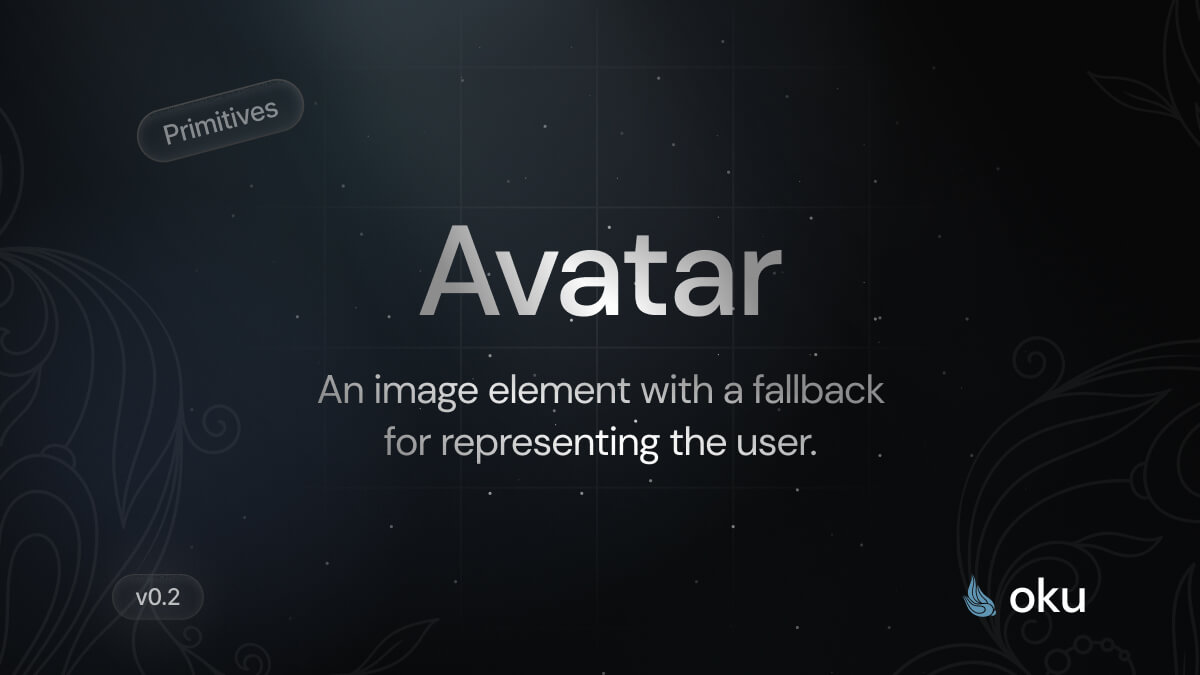 Primitives
Avatar
An image element with a fallback
for representing the user.
v0.2
oku